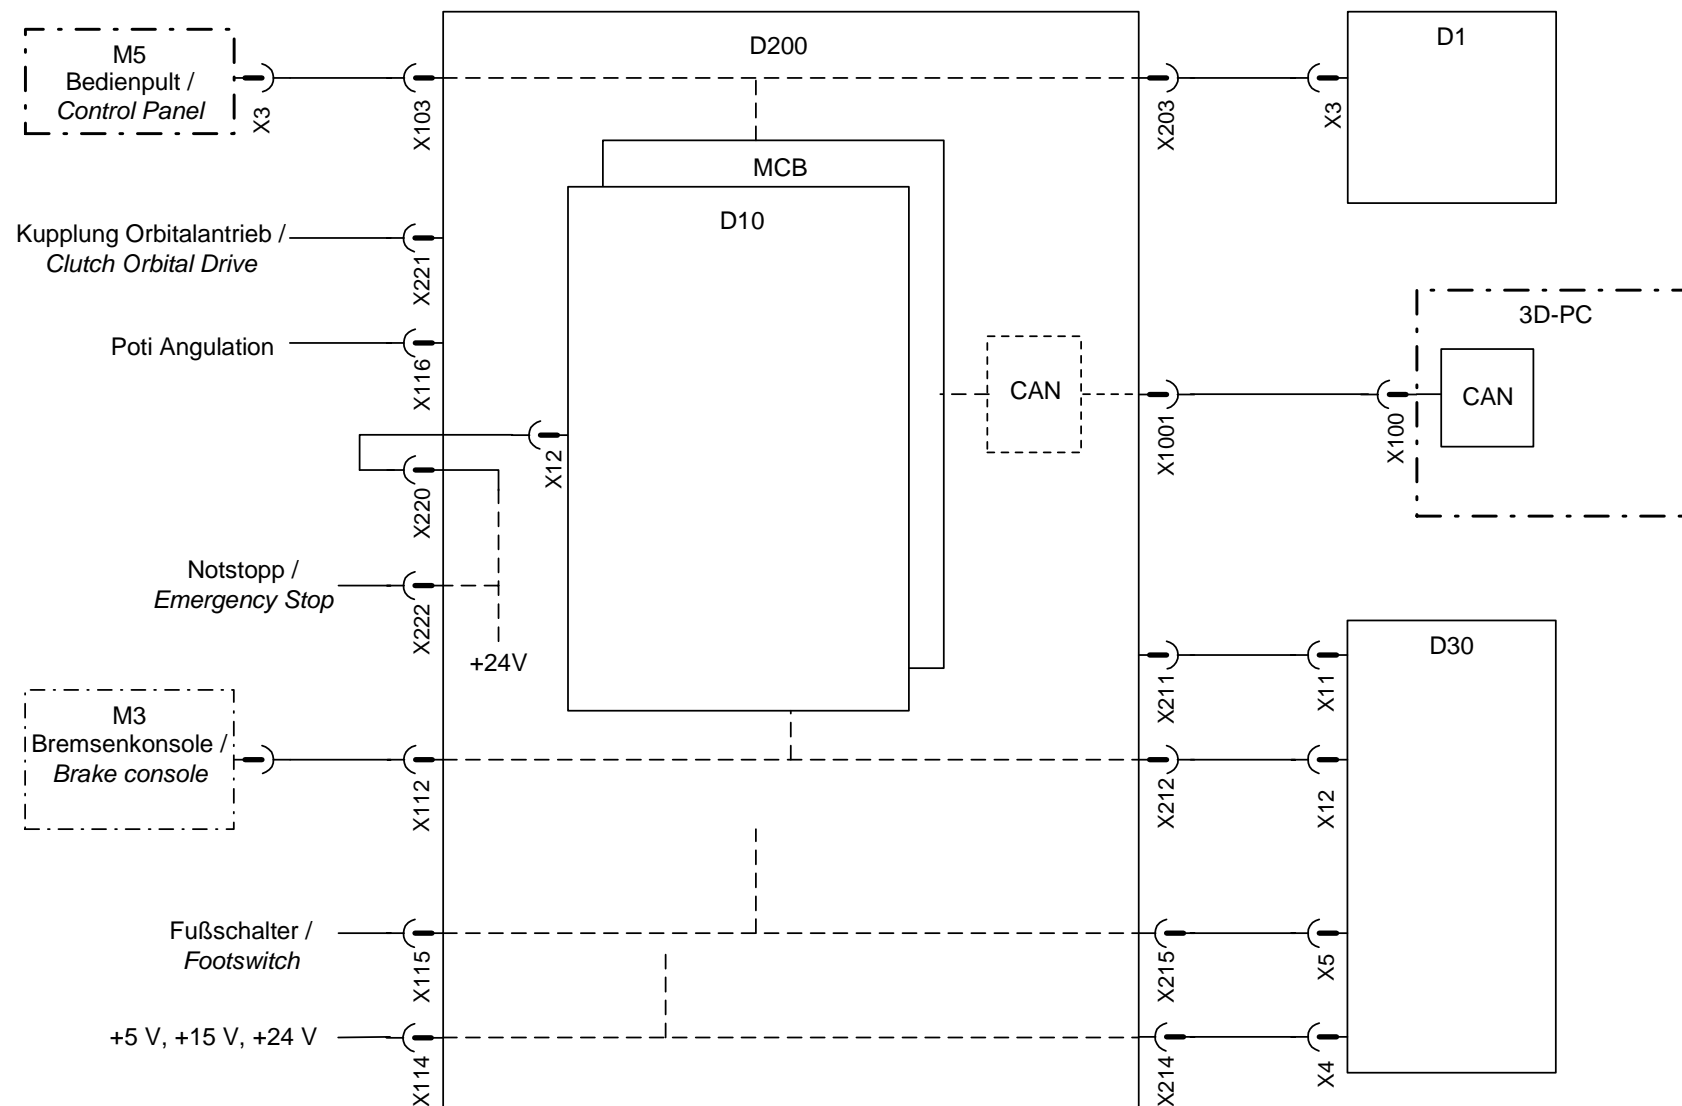 D200
D1
M5
Bedienpult /
Control Panel
X3
X103
X203
X3
MCB
D10
Kupplung Orbitalantrieb /
Clutch Orbital Drive
X221
3D-PC
Poti Angulation
X116
CAN
CAN
X1001
X100
X12
X220
Notstopp /
Emergency Stop
X222
+24V
D30
X211
X11
M3
Bremsenkonsole /
Brake console
X112
X212
X12
Fußschalter /
Footswitch
X115
X215
X5
+5 V, +15 V, +24 V
X114
X214
X4